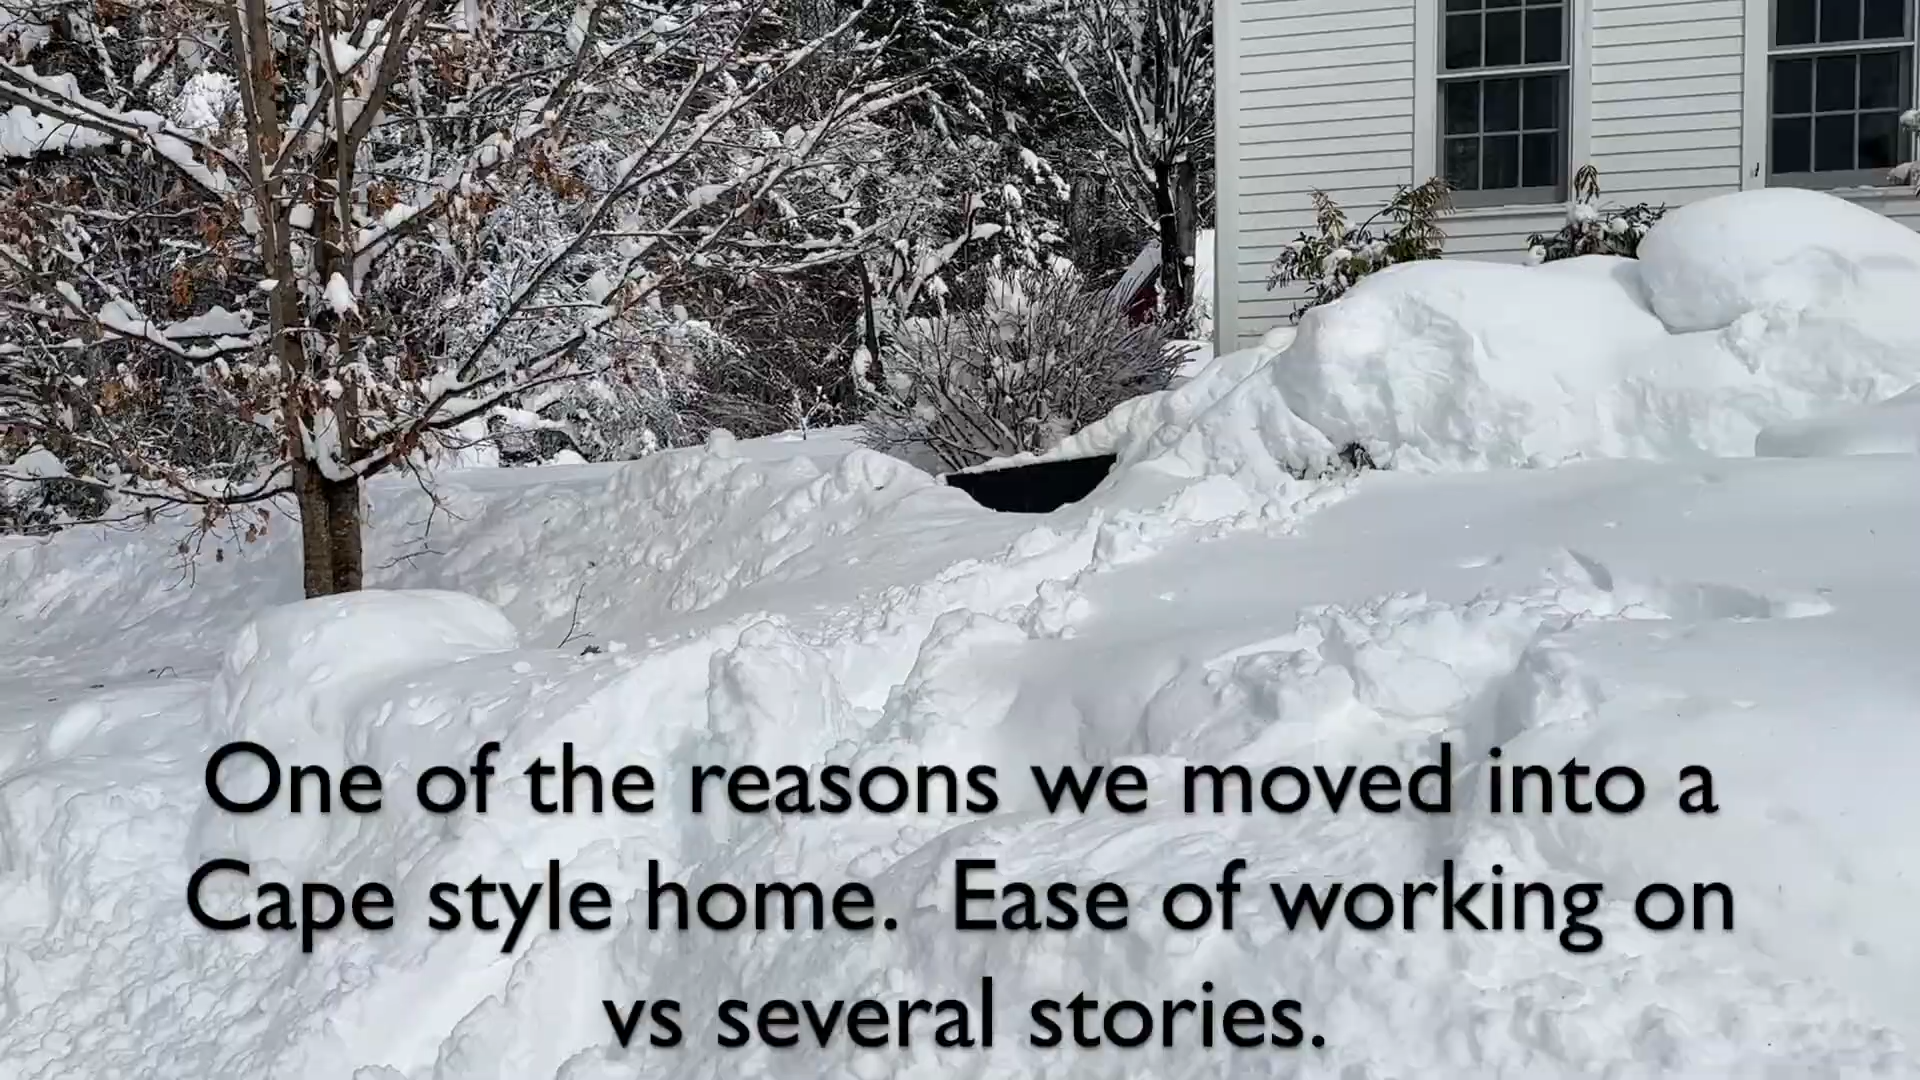 One of the reasons we moved into a
Cape style home.  Ease of working on
vs several stories.